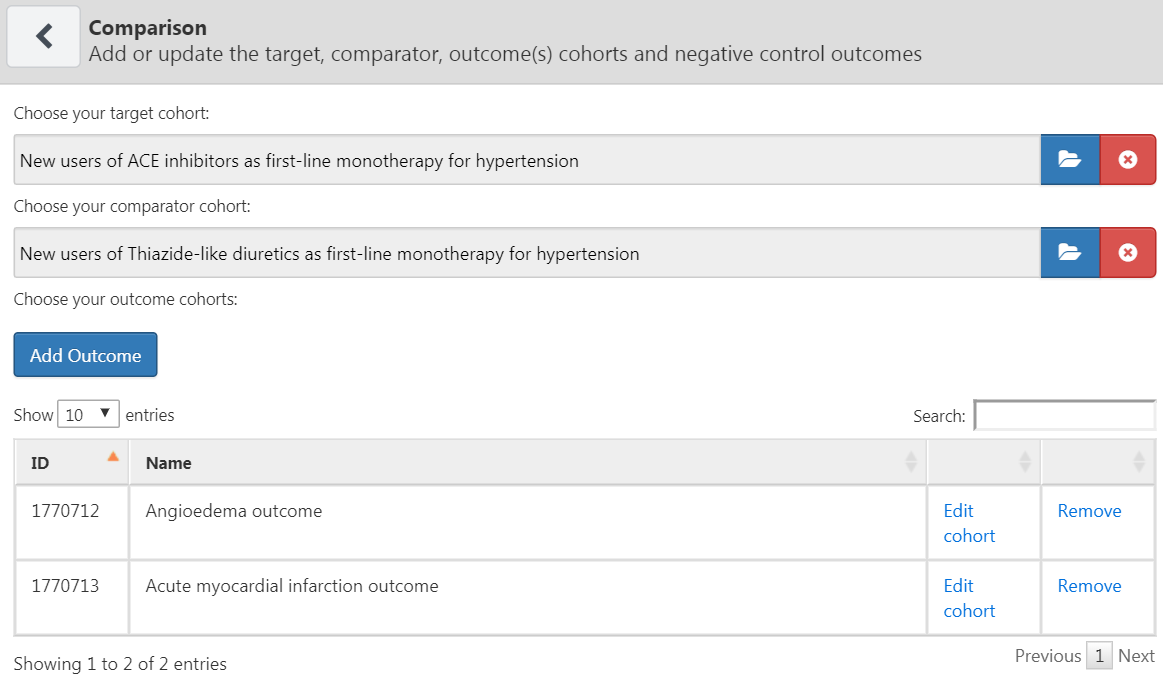 Comparison
Add or update the target, comparator, outcome(s) cohorts and negative control outcomes
Choose your target cohort:
New users of ACE inhibitors as first-line monotherapy for hypertension
Choose your comparator cohort:
New users of Thiazide-like diuretics as first-line monotherapy for hypertension
Choose your outcome cohorts:
Add Outcome
Show 10 entries Search:
ID Name
1770712 Angioedema outcome Edit cohort Remove
1770713 Acute myocardial infarction outcome Edit cohort Remove
Showing 1 to 2 of 2 entries Previous 1 Next